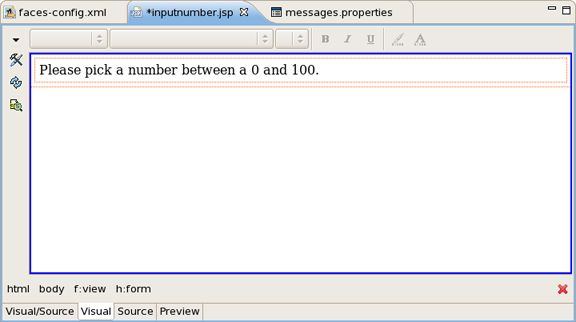 faces-config.xml *inputnumber.jsp messages.properties
B I U A
Please pick a number between a 0 and 100.
html body f:view h:form
Visual/Source Visual Source Preview